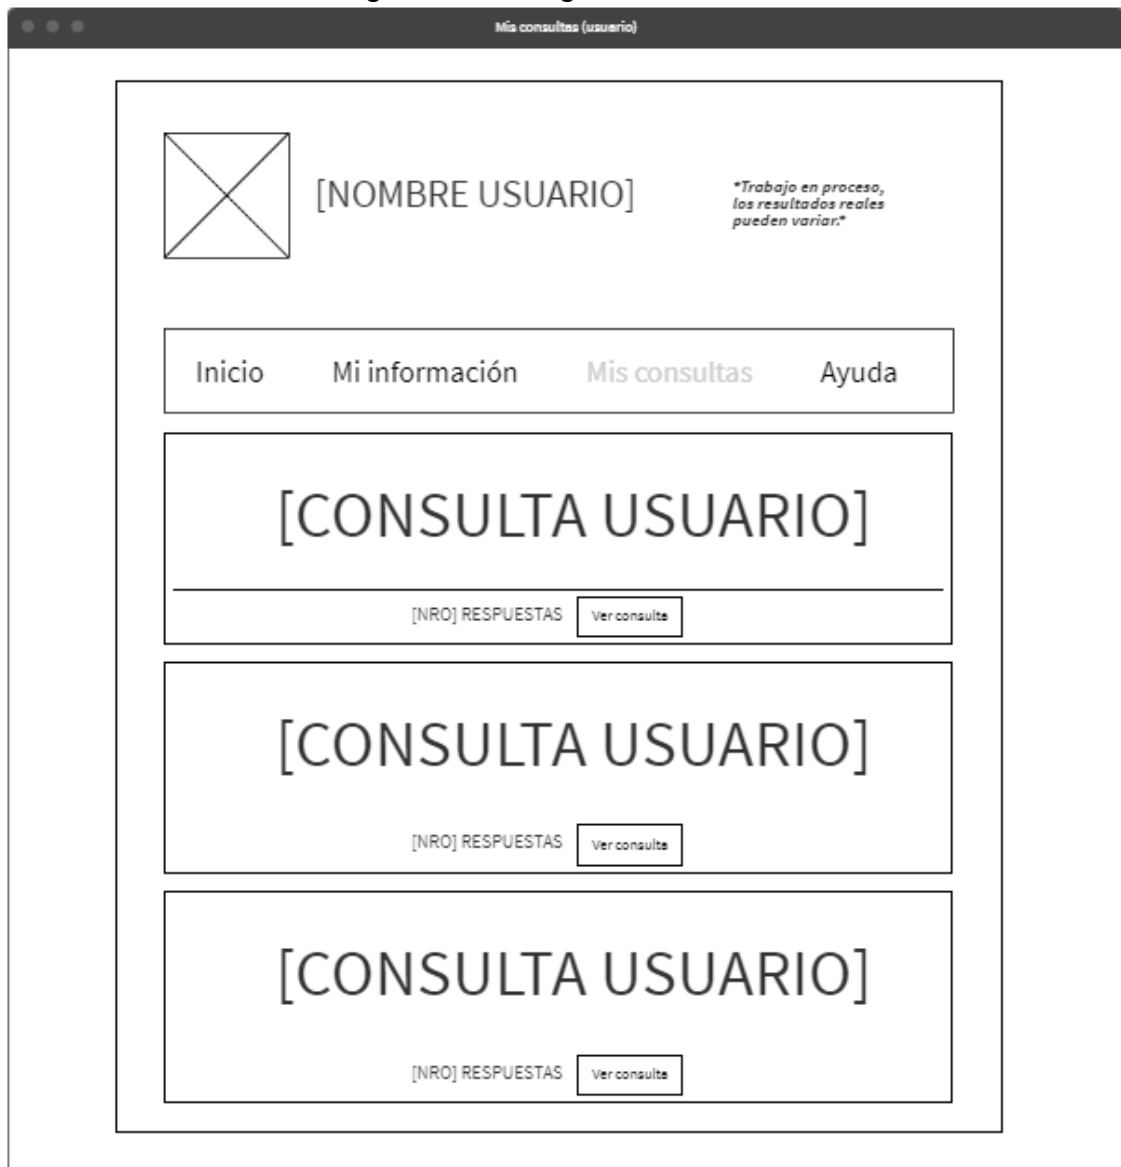 Mis consultas (usuario)
[NOMBRE USUARIO]
*Trabajo en proceso,
los resultados reales
pueden variar.*
Inicio Mi información Mis consultas Ayuda
[CONSULTA USUARIO]
[NRO] RESPUESTAS Ver consulta
[CONSULTA USUARIO]
[NRO] RESPUESTAS Ver consulta
[CONSULTA USUARIO]
[NRO] RESPUESTAS Ver consulta